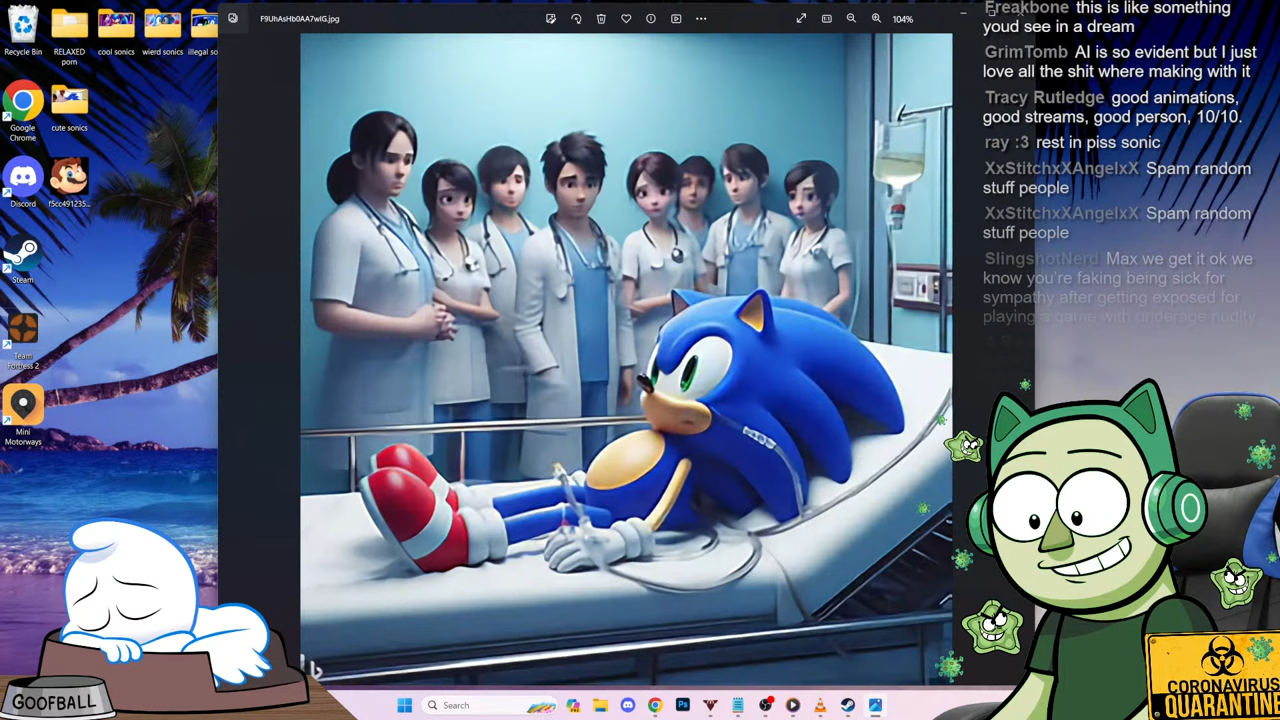 F9UhAsHb0AA7wIG.jpg
104%
Recycle Bin
RELAXED
porn
cool sonics
wierd sonics
illegal so
Google
Chrome
cute sonics
Discord
f5cc491235...
Steam
Team
Fortress 2
Mini
Motorways
Freakbone this is like something
youd see in a dream
GrimTomb AI is so evident but I just
love all the shit where making with it
Tracy Rutledge good animations,
good streams, good person, 10/10.
ray :3 rest in piss sonic
XxStitchxXAngelxX Spam random
stuff people
XxStitchxXAngelxX Spam random
stuff people
SlingshotNerd Max we get it ok we
know you're faking being sick for
sympathy after getting exposed for
playing a game with underage nudity
b
GOOFBALL
Search
CORONAVIRUS
QUARANTINE